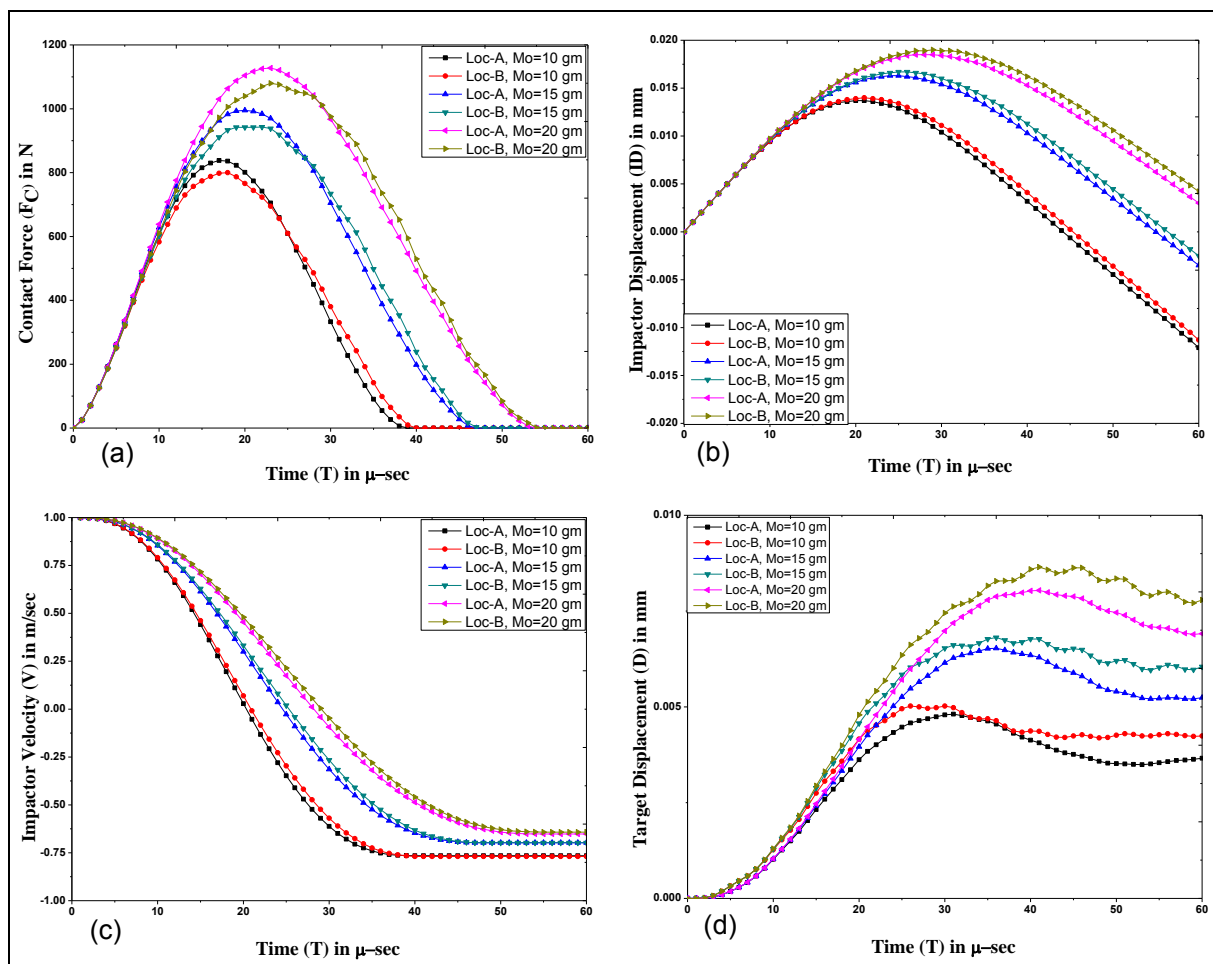 1200
1000
800
600
400
200
0
Contact Force (FC) in N
Loc-A, Mo=10 gm
Loc-B, Mo=10 gm
Loc-A, Mo=15 gm
Loc-B, Mo=15 gm
Loc-A, Mo=20 gm
Loc-B, Mo=20 gm
0 10 20 30 40 50 60
(a)
Time (T) in μ−sec
0.020
0.015
0.010
0.005
0.000
-0.005
-0.010
-0.015
-0.020
Impactor Displacement (ID) in mm
Loc-A, Mo=10 gm
Loc-B, Mo=10 gm
Loc-A, Mo=15 gm
Loc-B, Mo=15 gm
Loc-A, Mo=20 gm
Loc-B, Mo=20 gm
0 10 20 30 40 50 60
(b)
Time (T) in μ−sec
1.00
0.75
0.50
0.25
0.00
-0.25
-0.50
-0.75
-1.00
Impactor Velocity (V) in m/sec
Loc-A, Mo=10 gm
Loc-B, Mo=10 gm
Loc-A, Mo=15 gm
Loc-B, Mo=15 gm
Loc-A, Mo=20 gm
Loc-B, Mo=20 gm
0 10 20 30 40 50 60
(c)
Time (T) in μ−sec
0.010
0.005
0.000
Target Displacement (D) in mm
Loc-A, Mo=10 gm
Loc-B, Mo=10 gm
Loc-A, Mo=15 gm
Loc-B, Mo=15 gm
Loc-A, Mo=20 gm
Loc-B, Mo=20 gm
0 10 20 30 40 50 60
(d)
Time (T) in μ−sec